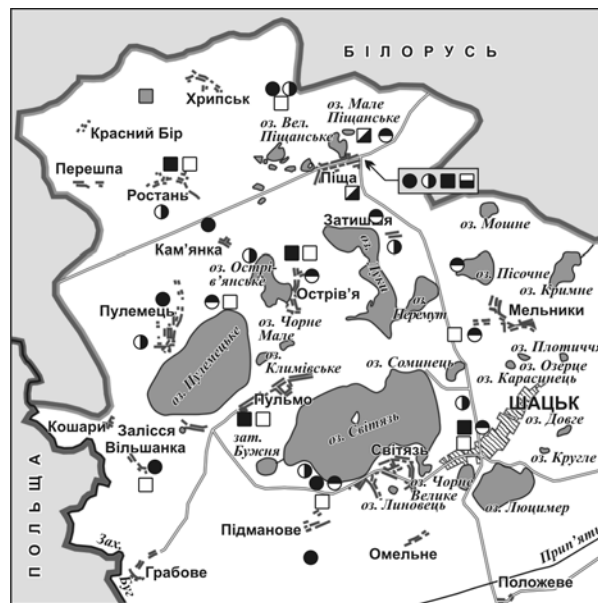 БІЛОРУСЬ
Хрипськ
оз. Мале
Піщанське
оз. Вел.
Піщанське
Красний Бір
Перешпа
Ростань
Піща
Затишшя
оз. Мошне
Кам'янка
оз. Острів-
в'янське
Острів'я
оз. Луки
оз. Перемут
оз. Пісочне
оз. Кримне
Мельники
Пулемець
оз. Чорне
Мале
оз.
Климівське
оз. Пулемецьке
оз. Соминець
оз. Плотиччя
оз. Озерце
оз. Карасинець
ШАЦЬК
Пульмо
оз. Світязь
оз. Довге
Кошари
Залісся
Вільшанка
зат.
Бужня
Світязь
оз. Кругле
оз. Чорне
Велике
оз. Линовець
оз. Люцимер
Підманове
Омельне
ПОЛЬЩА
Зах.
Буг
Грабове
Прип'ять
Положеве